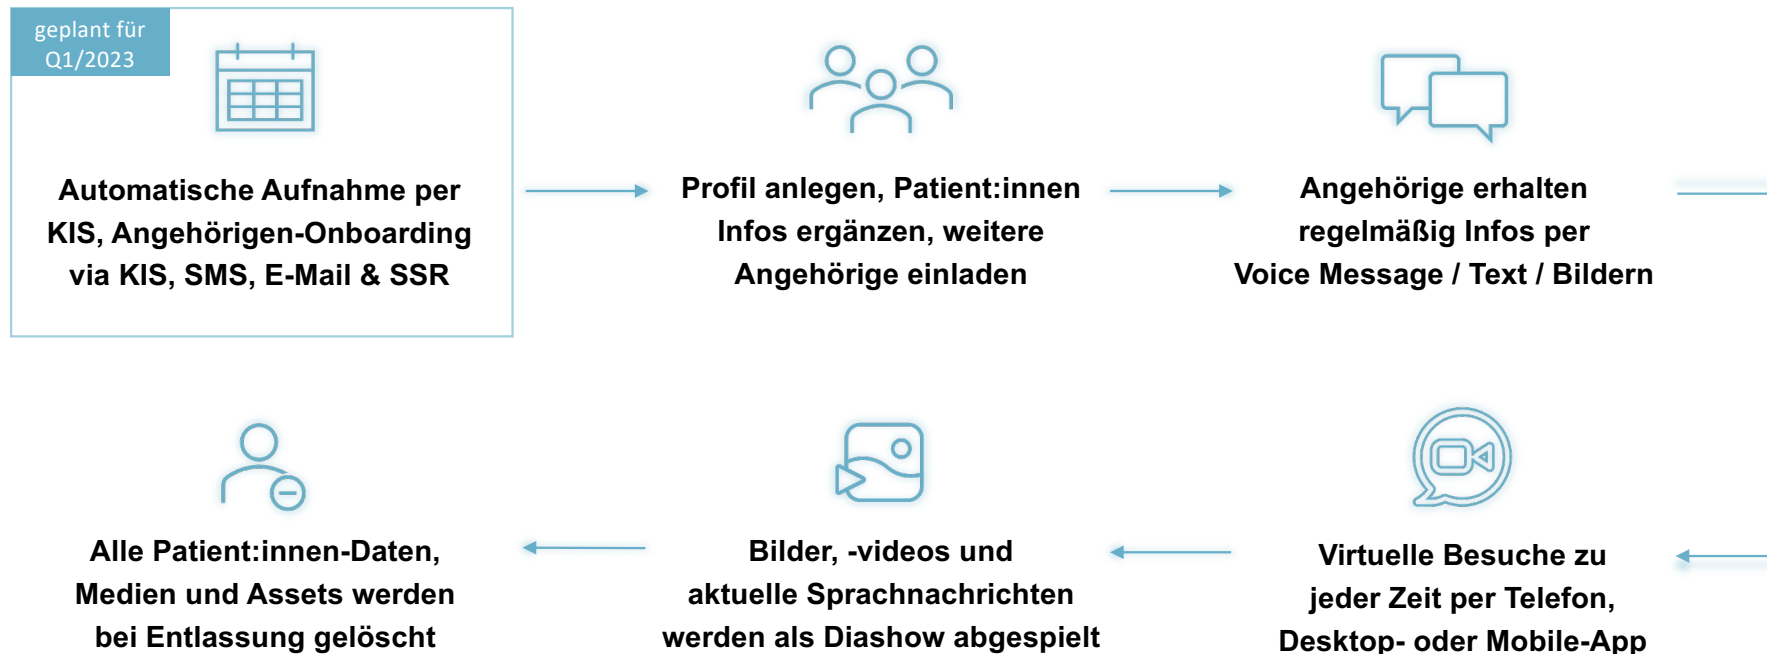 geplant für
Q1/2023
Automatische Aufnahme per
KIS, Angehörigen-Onboarding
via KIS, SMS, E-Mail & SSR
Profil anlegen, Patient:innen
Infos ergänzen, weitere
Angehörige einladen
Angehörige erhalten
regelmäßig Infos per
Voice Message / Text / Bildern
Virtuelle Besuche zu
jeder Zeit per Telefon,
Desktop- oder Mobile-App
Bilder, -videos und
aktuelle Sprachnachrichten
werden als Diashow abgespielt
Alle Patient:innen-Daten,
Medien und Assets werden
bei Entlassung gelöscht